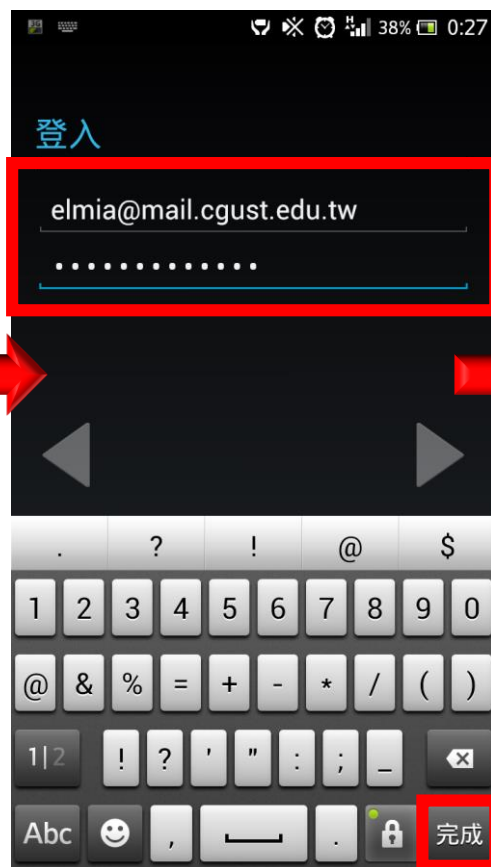 38% 0:27
登入
elmia@mail.cgust.edu.tw
•••••••••••••
. ? ! @ $
1 2 3 4 5 6 7 8 9 0
@ & % = + - * / ( )
1|2 ! ? ' " : ; _
Abc , . 完成